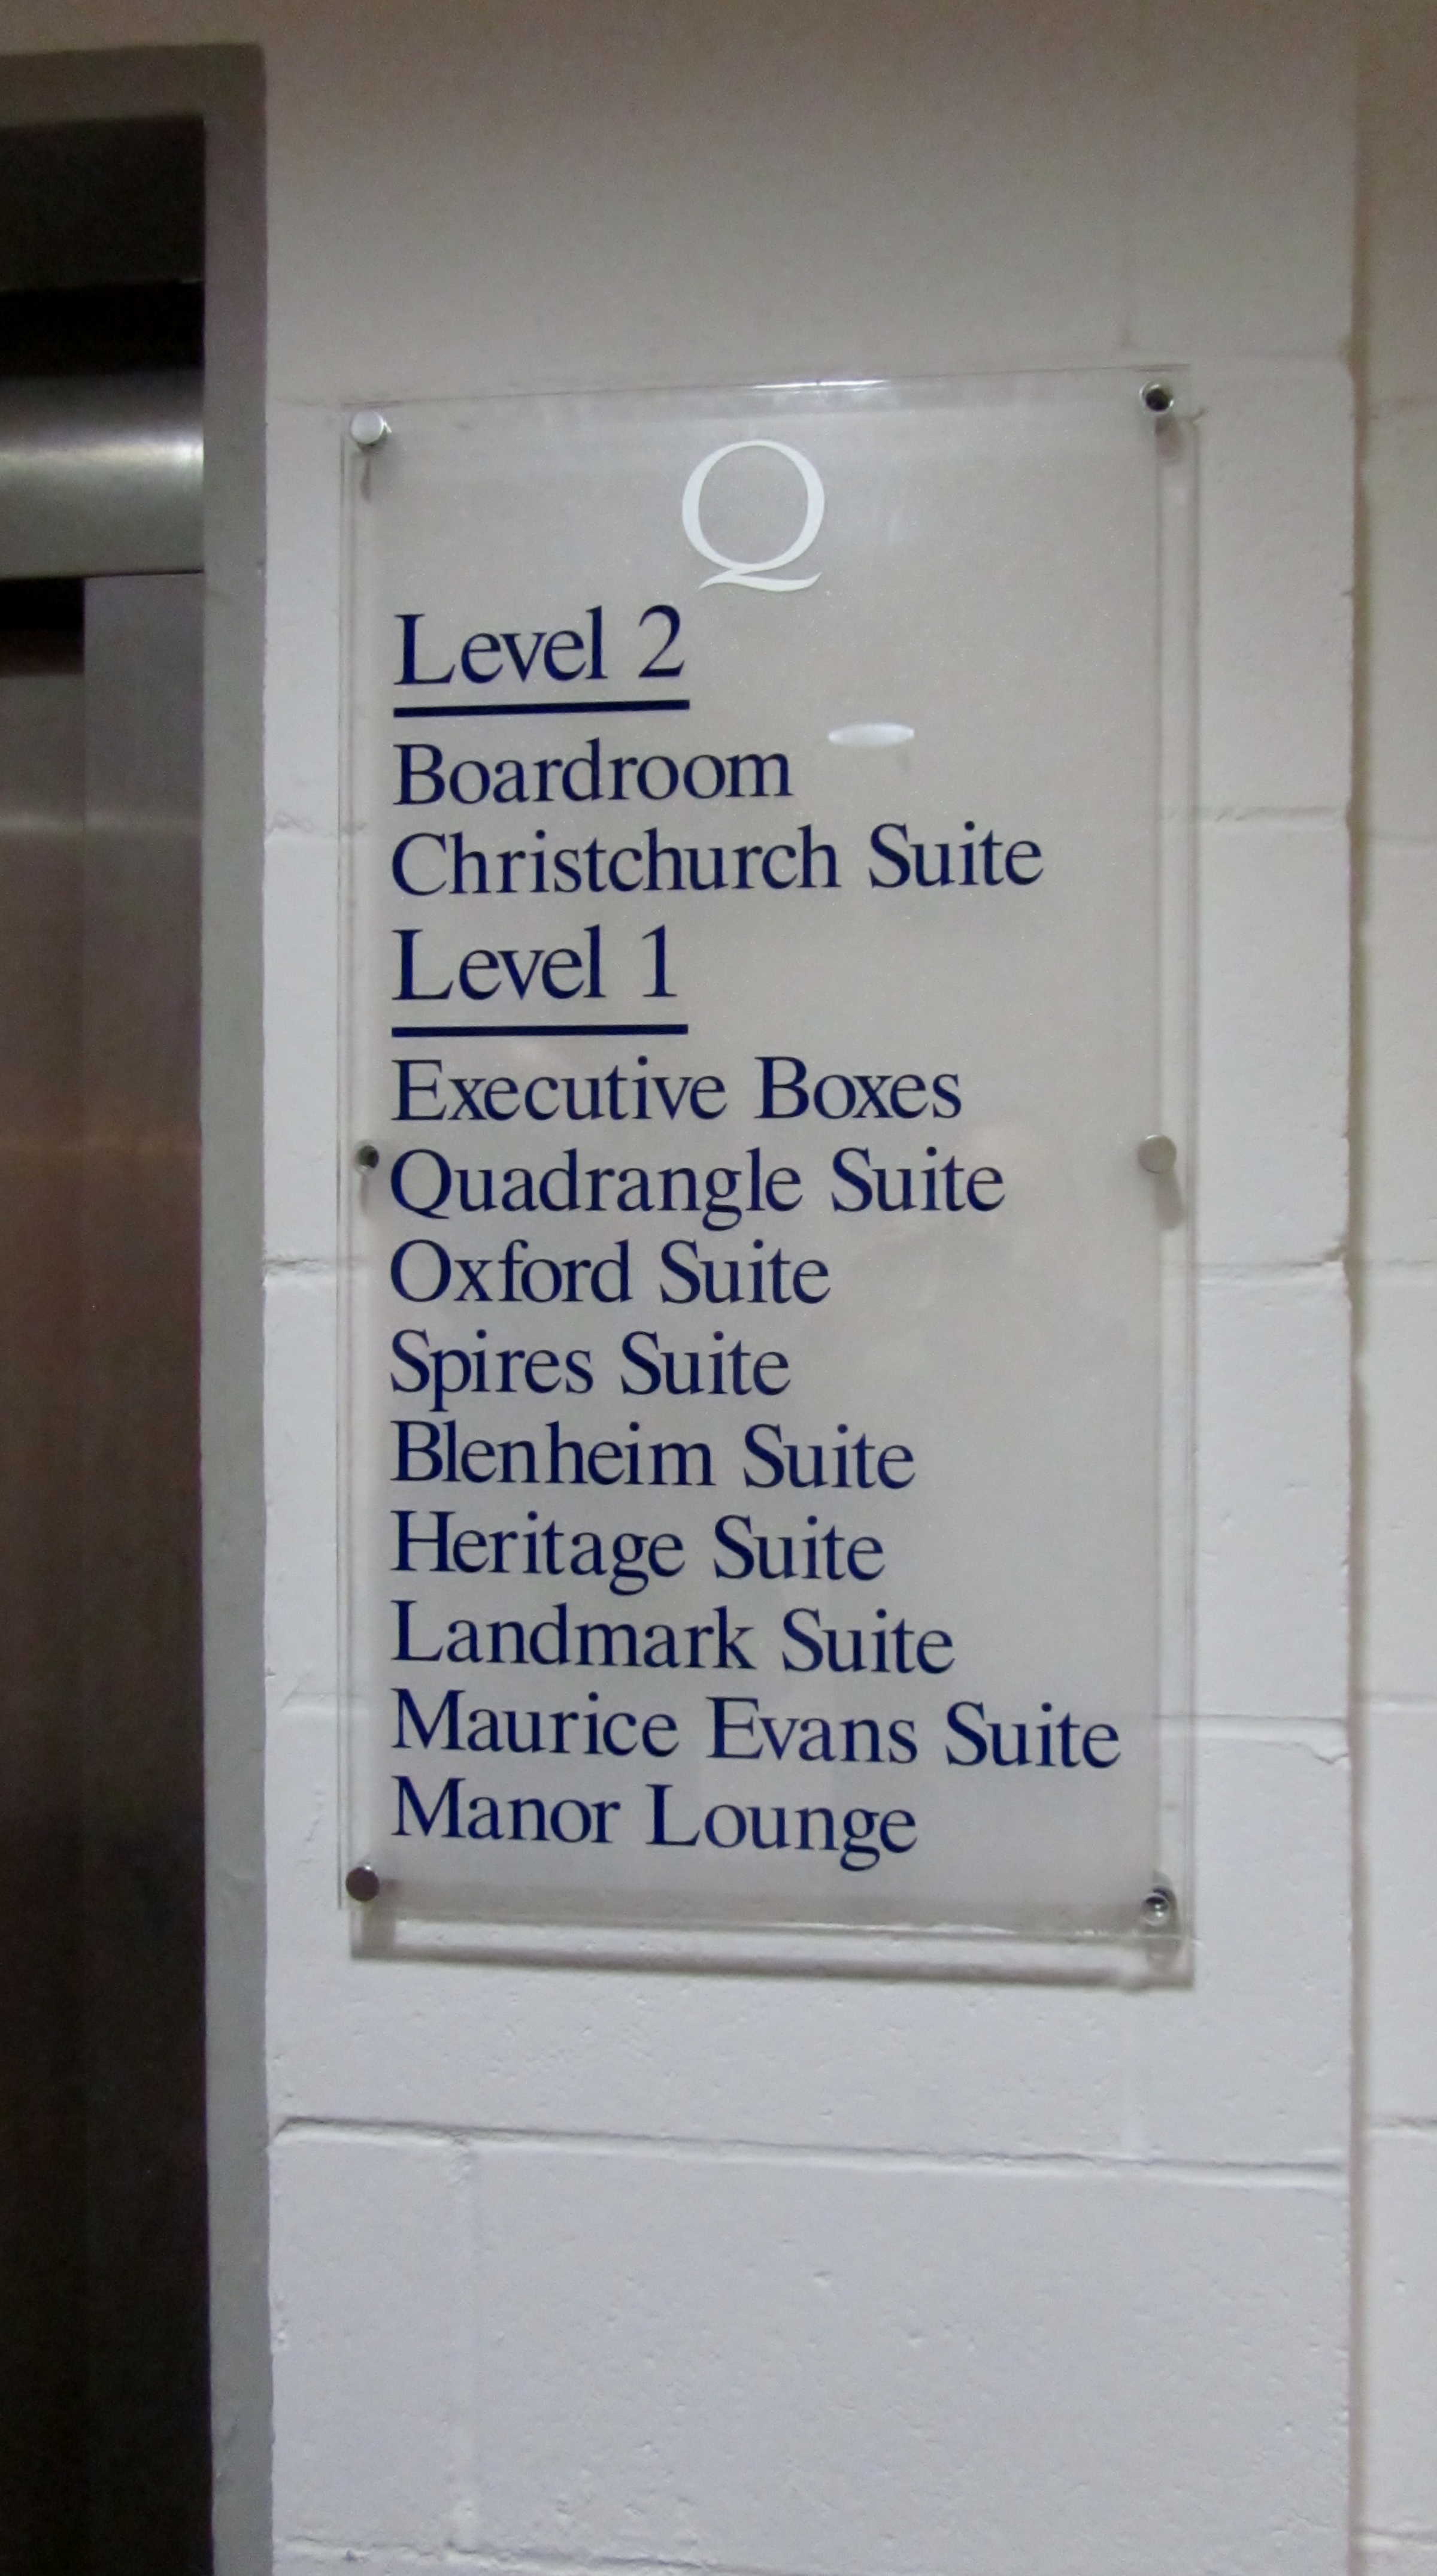 Q
Level 2
Boardroom
Christchurch Suite
Level 1
Executive Boxes
Quadrangle Suite
Oxford Suite
Spires Suite
Blenheim Suite
Heritage Suite
Landmark Suite
Maurice Evans Suite
Manor Lounge